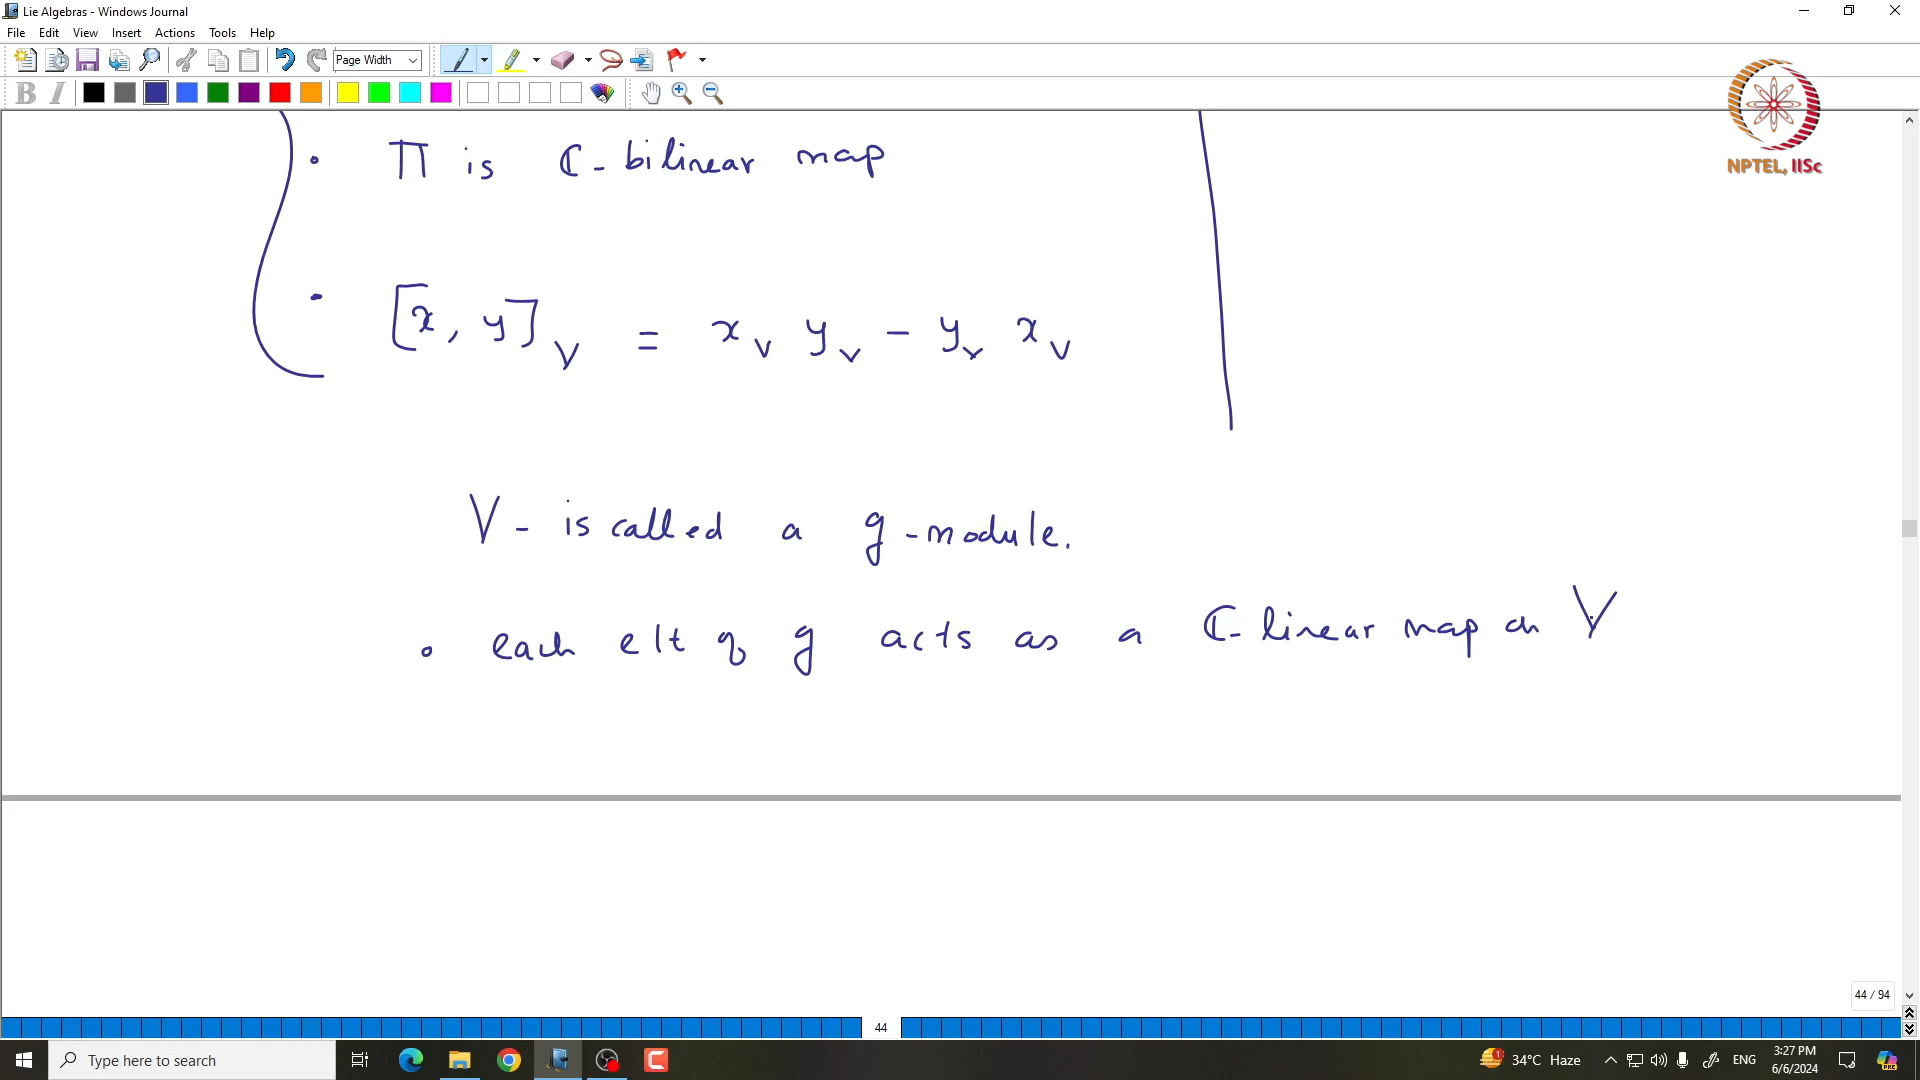 Lie Algebras - Windows Journal
File Edit View Insert Actions Tools Help
Page Width
B I
NPTEL, IISc
• Π is ℂ- bilinear map
• [x, y]_V = x_V y_V - y_V x_V
V - is called a g -module.
• each elt of g acts as a ℂ- linear map on V
44 / 94
44
Type here to search
1
34°C Haze
ENG
3:27 PM
6/6/2024